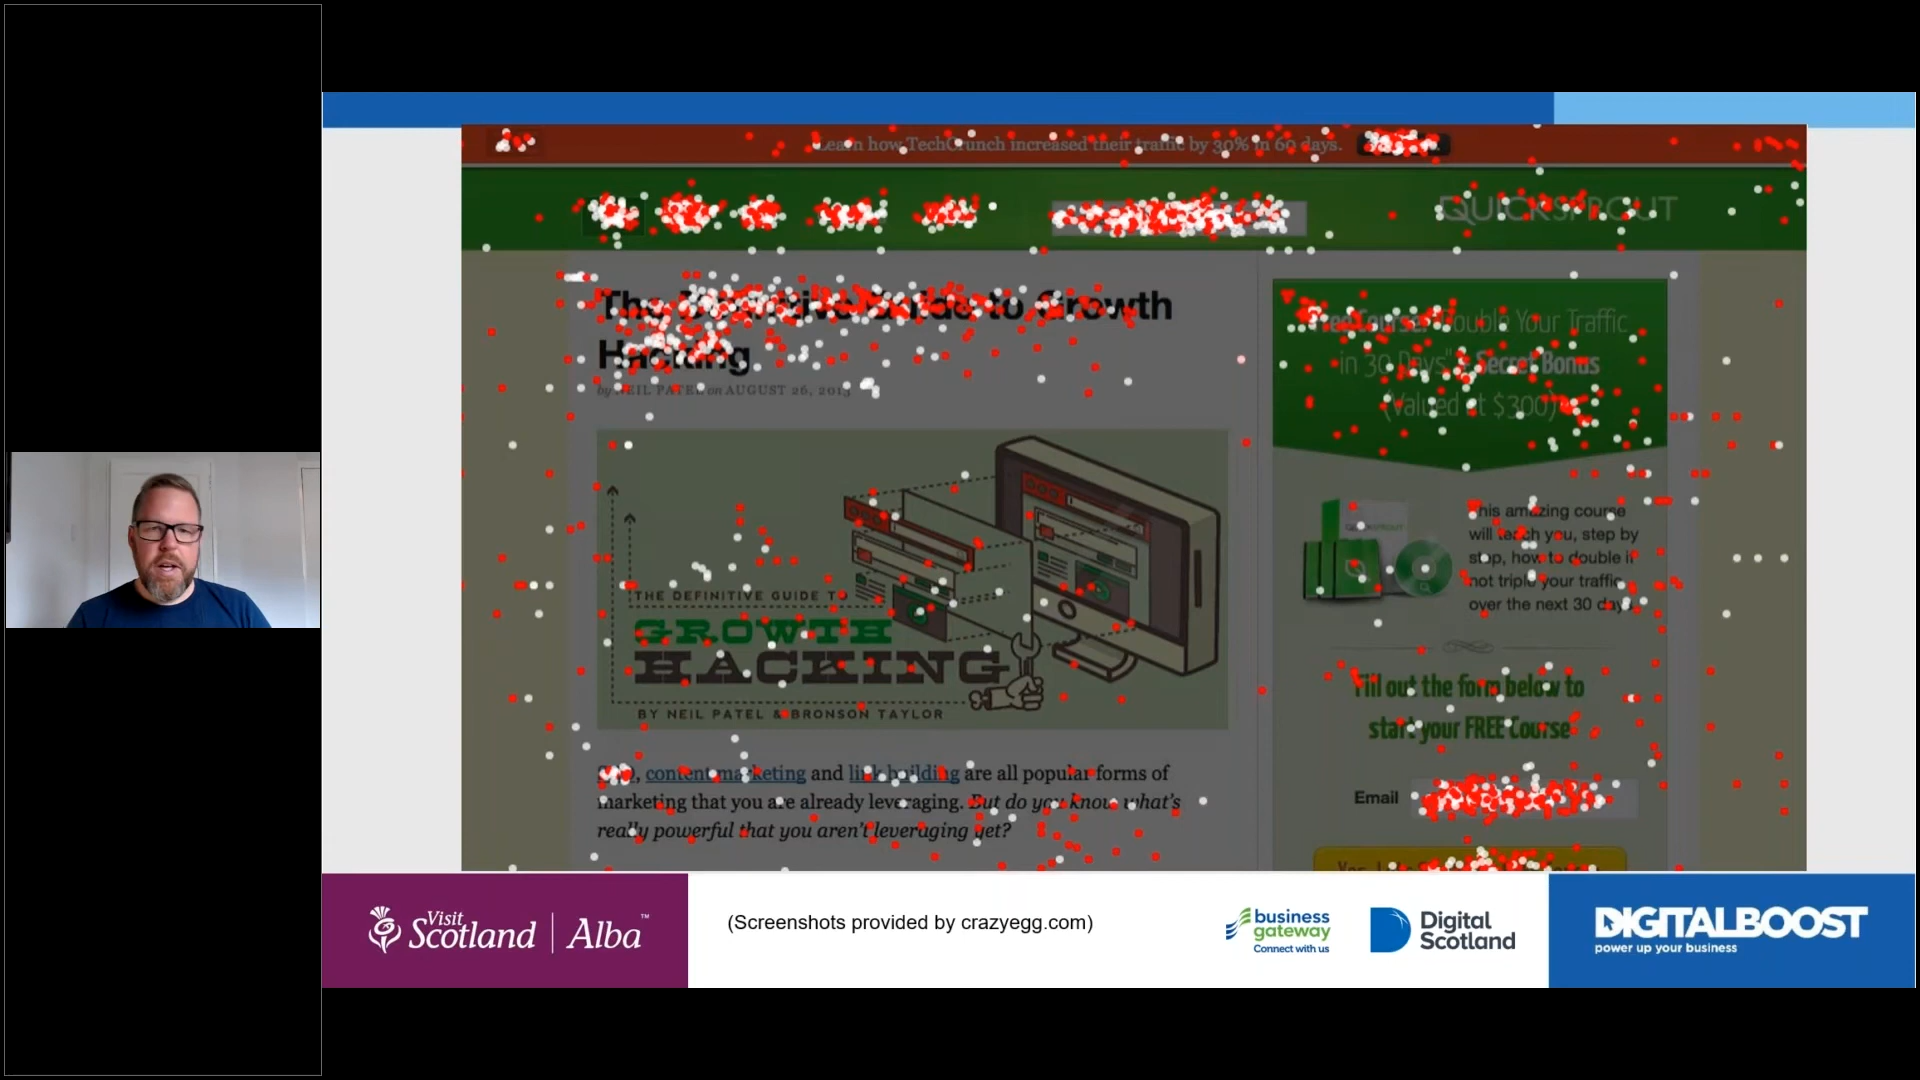 Learn how TechCrunch increased their traffic by 30% in 60 days.
QUICKSPROUT
The Definitive Guide to Growth
Hacking
by NEIL PATEL on AUGUST 26, 2013
Free Course: "Double Your Traffic
in 30 Days" + Secret Bonus
(Valued at $300)
THE DEFINITIVE GUIDE TO
GROWTH
HACKING
BY NEIL PATEL & BRONSON TAYLOR
QUICKSPROUT
This amazing course
will teach you, step by
step, how to double if
not triple your traffic
over the next 30 days.
Fill out the form below to
start your FREE Course
SEO, content marketing and link building are all popular forms of
marketing that you are already leveraging. But do you know what's
really powerful that you aren't leveraging yet?
Email
Visit
Scotland | Alba™
(Screenshots provided by crazyegg.com)
business
gateway
Connect with us
Digital
Scotland
DIGITALBOOST
power up your business